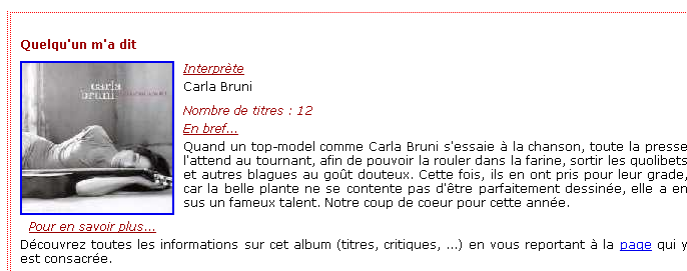 Quelqu'un m'a dit
carla
bruni
Interprète
Carla Bruni
Nombre de titres : 12
En bref...
Quand un top-model comme Carla Bruni s'essaie à la chanson, toute la presse
l'attend au tournant, afin de pouvoir la rouler dans la farine, sortir les quolibets
et autres blagues au goût douteux. Cette fois, ils en ont pris pour leur grade,
car la belle plante ne se contente pas d'être parfaitement dessinée, elle a en
sus un fameux talent. Notre coup de coeur pour cette année.
Pour en savoir plus...
Découvrez toutes les informations sur cet album (titres, critiques, ...) en vous reportant à la page qui y
est consacrée.